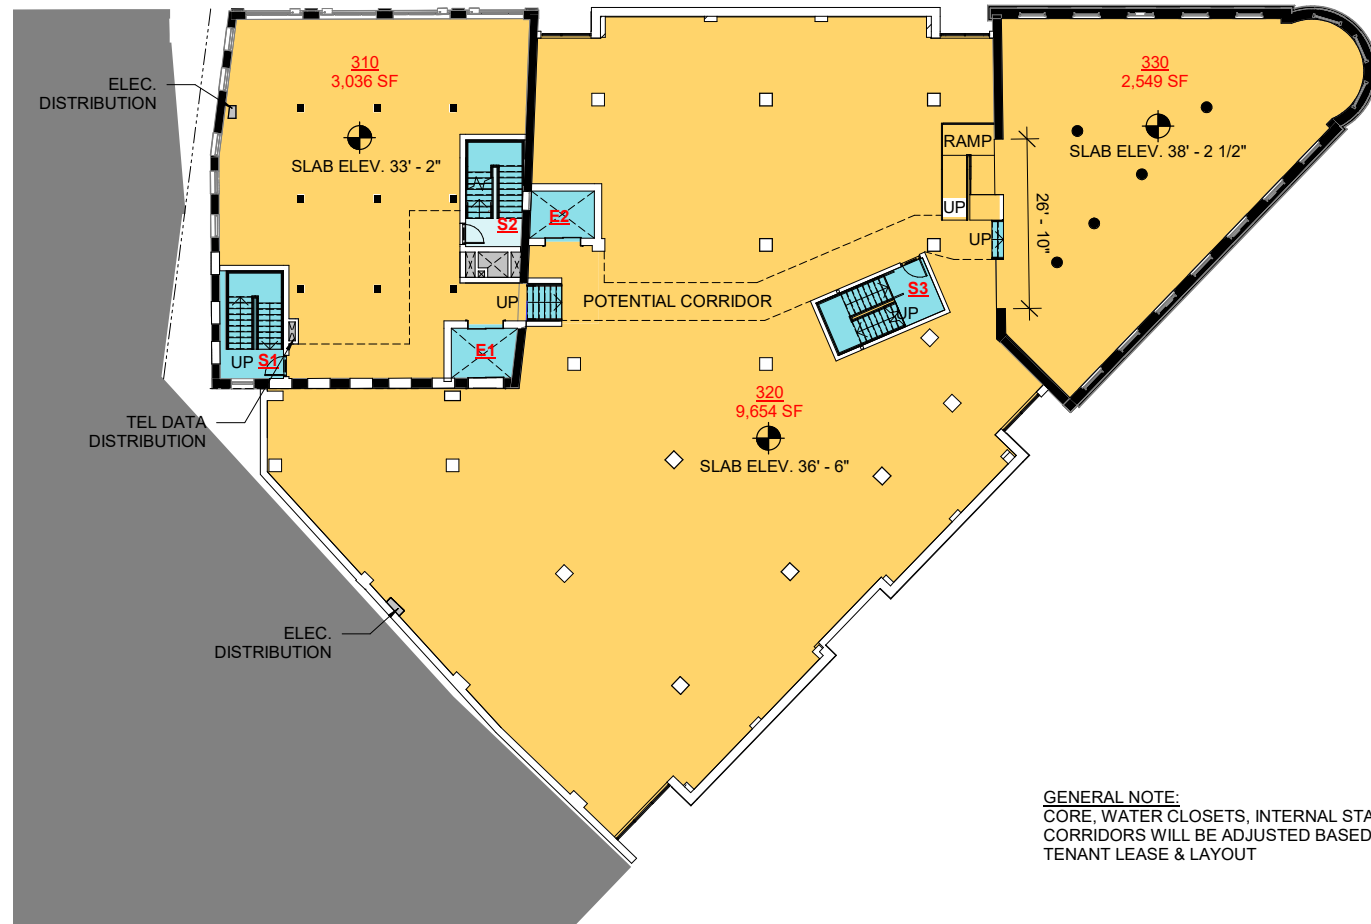 310
3,036 SF
330
2,549 SF
ELEC.
DISTRIBUTION
SLAB ELEV. 33' - 2"
RAMP
SLAB ELEV. 38' - 2 1/2"
UP
26' - 10"
S2
E2
UP
UP
POTENTIAL CORRIDOR
S3
UP
UP
S1
E1
320
9,654 SF
TEL DATA
DISTRIBUTION
SLAB ELEV. 36' - 6"
ELEC.
DISTRIBUTION
GENERAL NOTE:
CORE, WATER CLOSETS, INTERNAL STA
CORRIDORS WILL BE ADJUSTED BASED
TENANT LEASE & LAYOUT